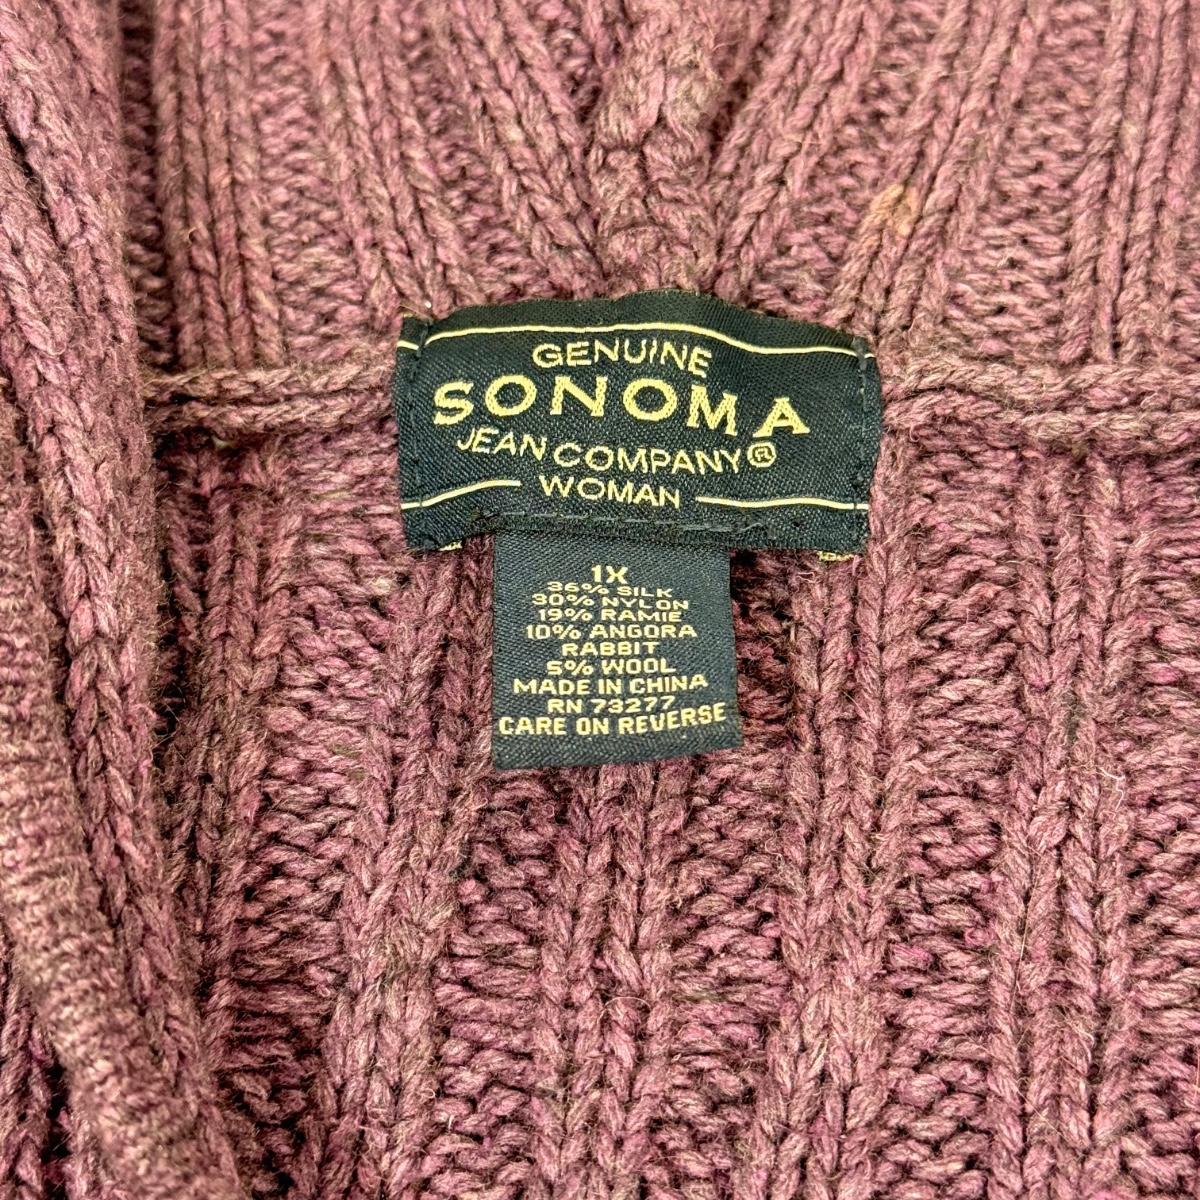 GENUINE
SONOMA
JEAN COMPANY®
WOMAN
1X
36% SILK
30% NYLON
19% RAMIE
10% ANGORA
RABBIT
5% WOOL
MADE IN CHINA
RN 73277
CARE ON REVERSE